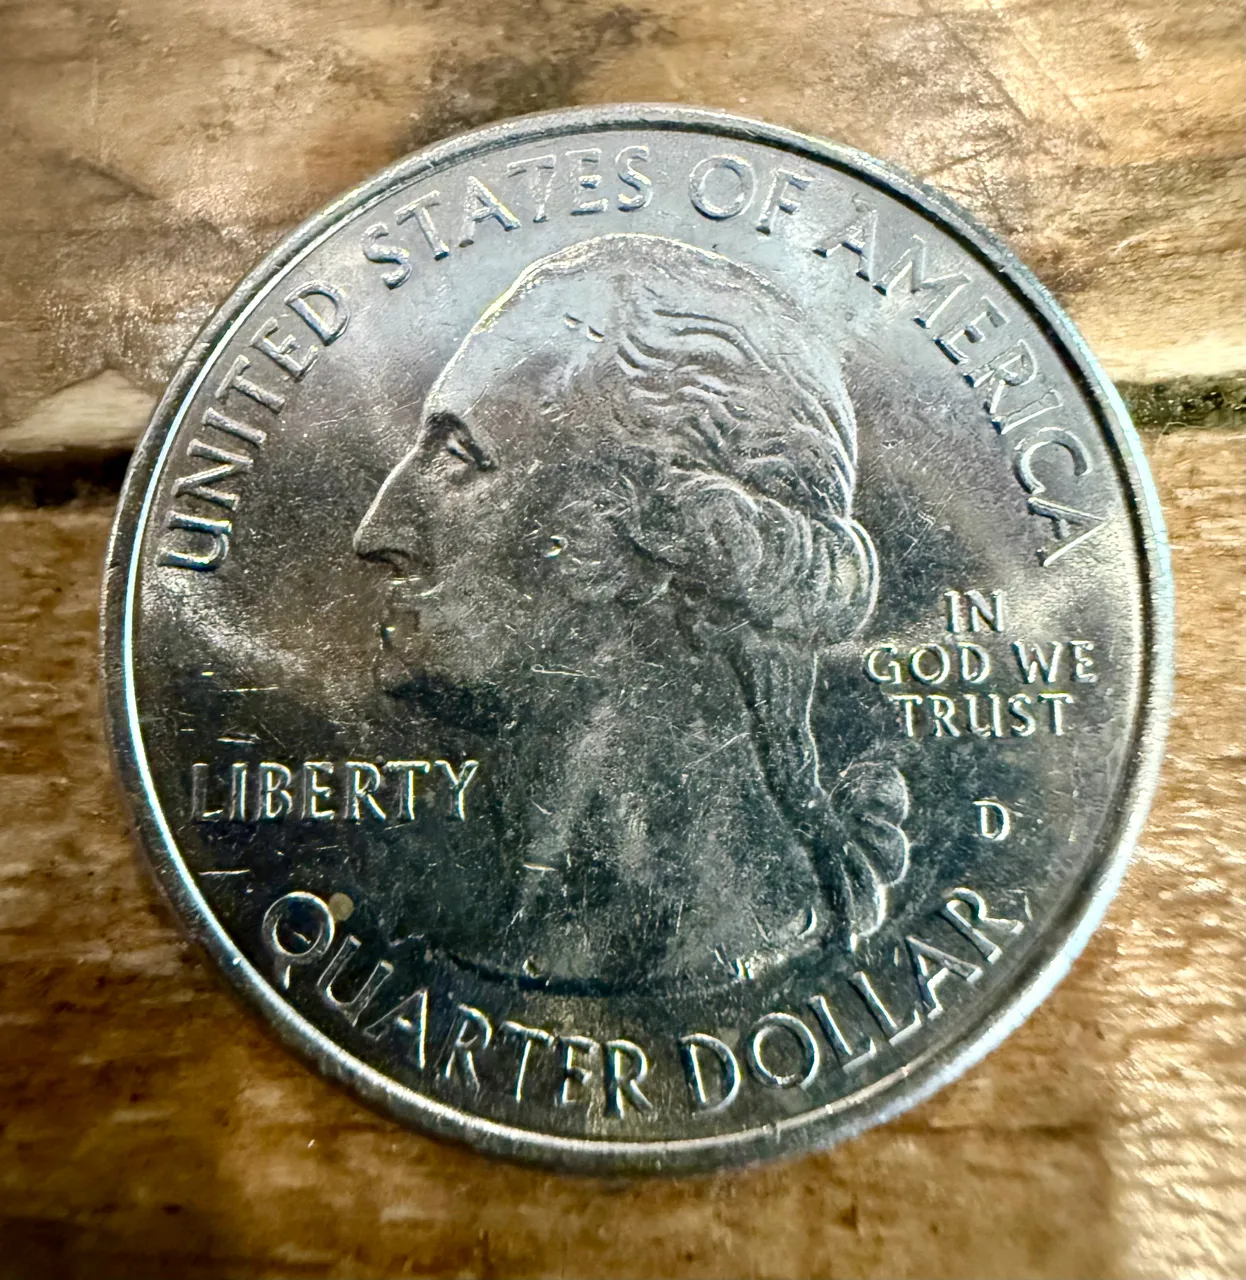 UNITED STATES OF AMERICA
IN
GOD WE
TRUST
LIBERTY
D
QUARTER DOLLAR